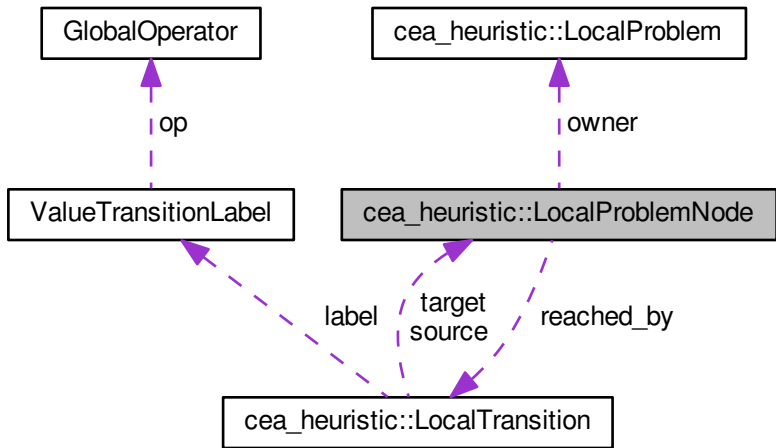 GlobalOperator
cea_heuristic::LocalProblem
op
owner
ValueTransitionLabel
cea_heuristic::LocalProblemNode
label
target
source
reached_by
cea_heuristic::LocalTransition